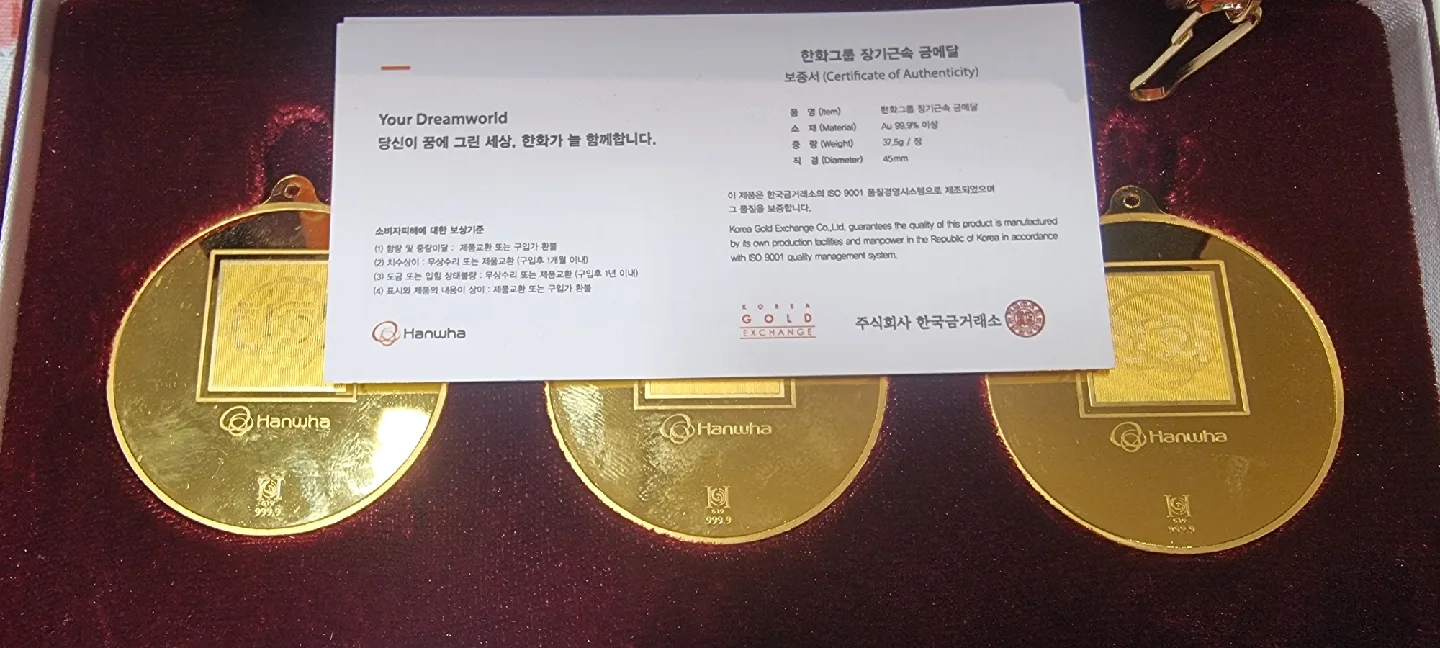 Your Dreamworld
당신이 꿈에 그린 세상, 한화가 늘 함께합니다.
소비자피해에 대한 보상기준
(1) 함량 및 중량미달 : 제품교환 또는 구입가 환불
(2) 치수상이 : 무상수리 또는 제품교환 (구입후 1개월 이내)
(3) 도금 또는 입힘 상태불량 : 무상수리 또는 제품교환 (구입후 1년 이내)
(4) 표시와 제품의 내용이 상이 : 제품교환 또는 구입가 환불
Hanwha
한화그룹 장기근속 금메달
보증서 (Certificate of Authenticity)
품 명 (Item) 한화그룹 장기근속 금메달
소 재 (Material) Au 99.9% 이상
중 량 (Weight) 37.5g / 장
직 경 (Diameter) 45mm
이 제품은 한국금거래소의 ISO 9001 품질경영시스템으로 제조되었으며
그 품질을 보증합니다.
Korea Gold Exchange Co.,Ltd. guarantees the quality of this product is manufactured
by its own production facilities and manpower in the Republic of Korea in accordance
with ISO 9001 quality management system.
KOREA
GOLD
EXCHANGE
주식회사 한국금거래소
Hanwha
999.9
Hanwha
999.9
Hanwha
999.9